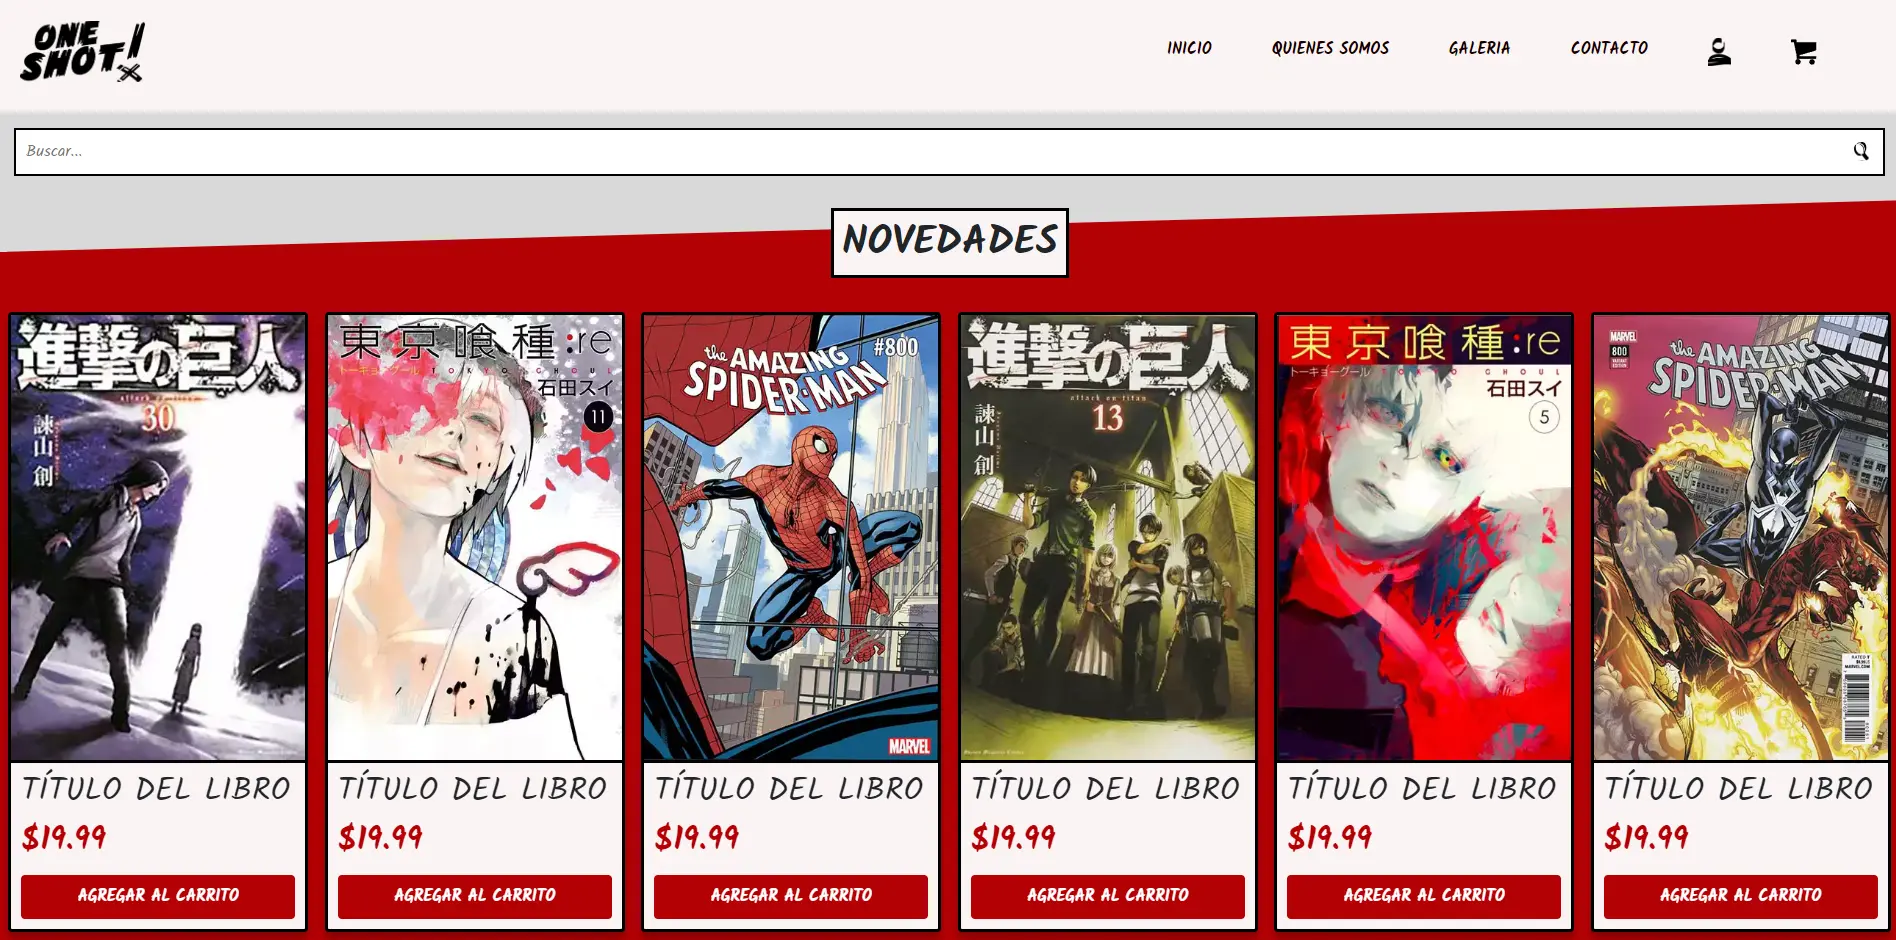 ONE
SHOT!
INICIO
QUIENES SOMOS
GALERIA
CONTACTO
Buscar...
NOVEDADES
進撃の巨人
attack on titan
30
諫山創
TÍTULO DEL LIBRO
$19.99
AGREGAR AL CARRITO
東京喰種:re
トーキョーグール TOKYO GHOUL
石田スイ
11
TÍTULO DEL LIBRO
$19.99
AGREGAR AL CARRITO
#800
the AMAZING
SPIDER-MAN
MARVEL
TÍTULO DEL LIBRO
$19.99
AGREGAR AL CARRITO
進撃の巨人
attack on titan
13
諫山創
TÍTULO DEL LIBRO
$19.99
AGREGAR AL CARRITO
東京喰種:re
トーキョーグール TOKYO GHOUL
石田スイ
5
TÍTULO DEL LIBRO
$19.99
AGREGAR AL CARRITO
MARVEL
800
VARIANT
EDITION
the AMAZING
SPIDER-MAN
TÍTULO DEL LIBRO
$19.99
AGREGAR AL CARRITO